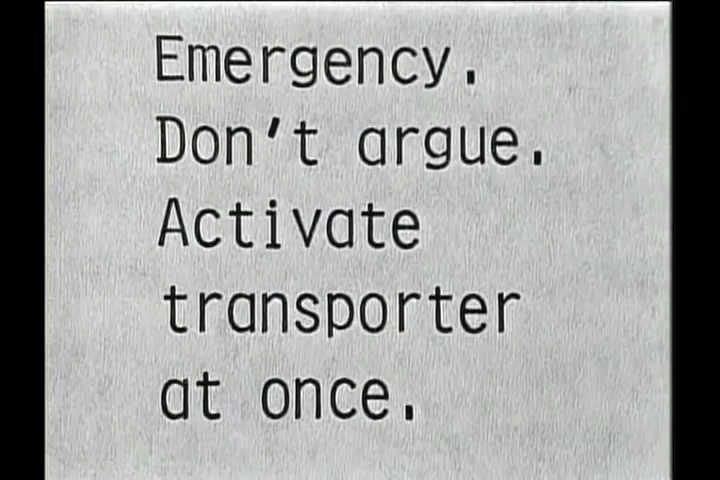 Emergency.
Don't argue.
Activate
transporter
at once.